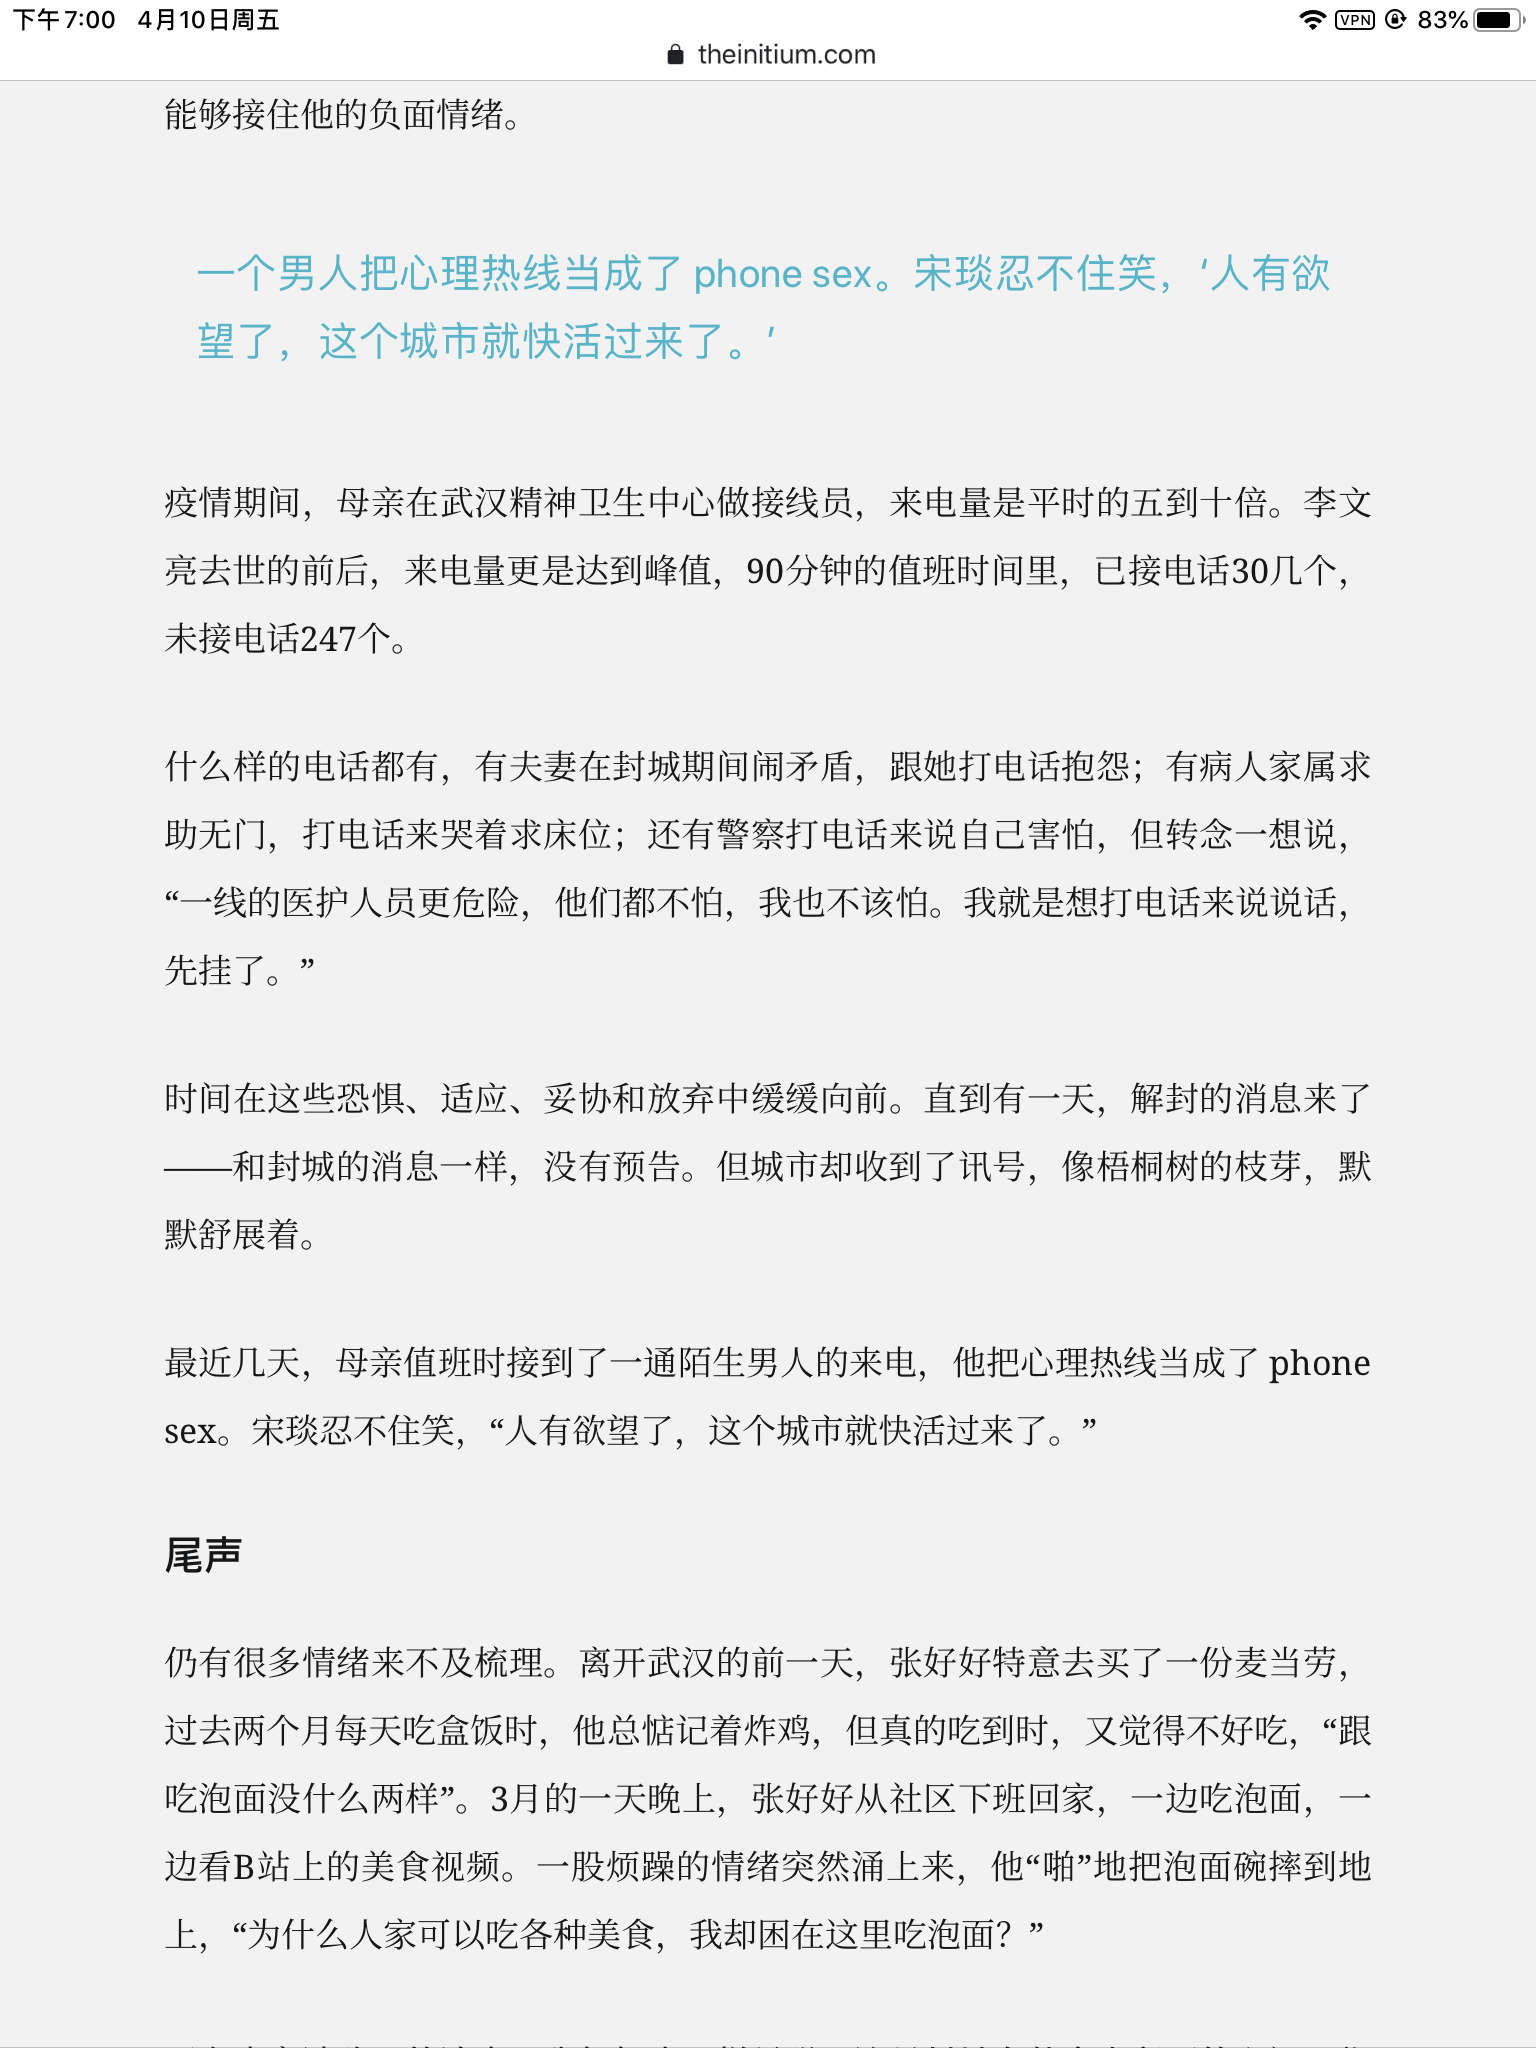 下午7:00 4月10日周五
VPN 83%
theinitium.com
能够接住他的负面情绪。
一个男人把心理热线当成了 phone sex。宋琰忍不住笑，‘人有欲
望了，这个城市就快活过来了。’
疫情期间，母亲在武汉精神卫生中心做接线员，来电量是平时的五到十倍。李文
亮去世的前后，来电量更是达到峰值，90分钟的值班时间里，已接电话30几个，
未接电话247个。
什么样的电话都有，有夫妻在封城期间闹矛盾，跟她打电话抱怨；有病人家属求
助无门，打电话来哭着求床位；还有警察打电话来说自己害怕，但转念一想说，
“一线的医护人员更危险，他们都不怕，我也不该怕。我就是想打电话来说说话，
先挂了。”
时间在这些恐惧、适应、妥协和放弃中缓缓向前。直到有一天，解封的消息来了
——和封城的消息一样，没有预告。但城市却收到了讯号，像梧桐树的枝芽，默
默舒展着。
最近几天，母亲值班时接到了一通陌生男人的来电，他把心理热线当成了 phone
sex。宋琰忍不住笑，“人有欲望了，这个城市就快活过来了。”
尾声
仍有很多情绪来不及梳理。离开武汉的前一天，张好好特意去买了一份麦当劳，
过去两个月每天吃盒饭时，他总惦记着炸鸡，但真的吃到时，又觉得不好吃，“跟
吃泡面没什么两样”。3月的一天晚上，张好好从社区下班回家，一边吃泡面，一
边看B站上的美食视频。一股烦躁的情绪突然涌上来，他“啪”地把泡面碗摔到地
上，“为什么人家可以吃各种美食，我却困在这里吃泡面？”